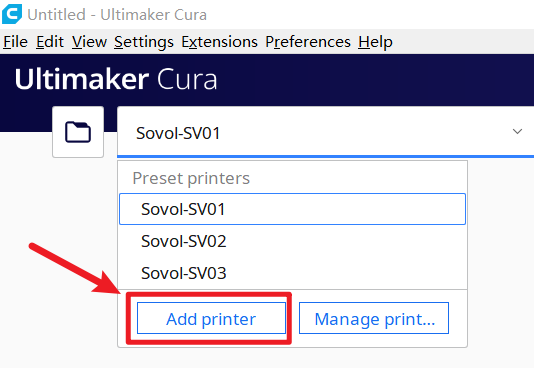 Untitled - Ultimaker Cura
File Edit View Settings Extensions Preferences Help
Ultimaker Cura
Sovol-SV01
Preset printers
Sovol-SV01
Sovol-SV02
Sovol-SV03
Add printer Manage print...